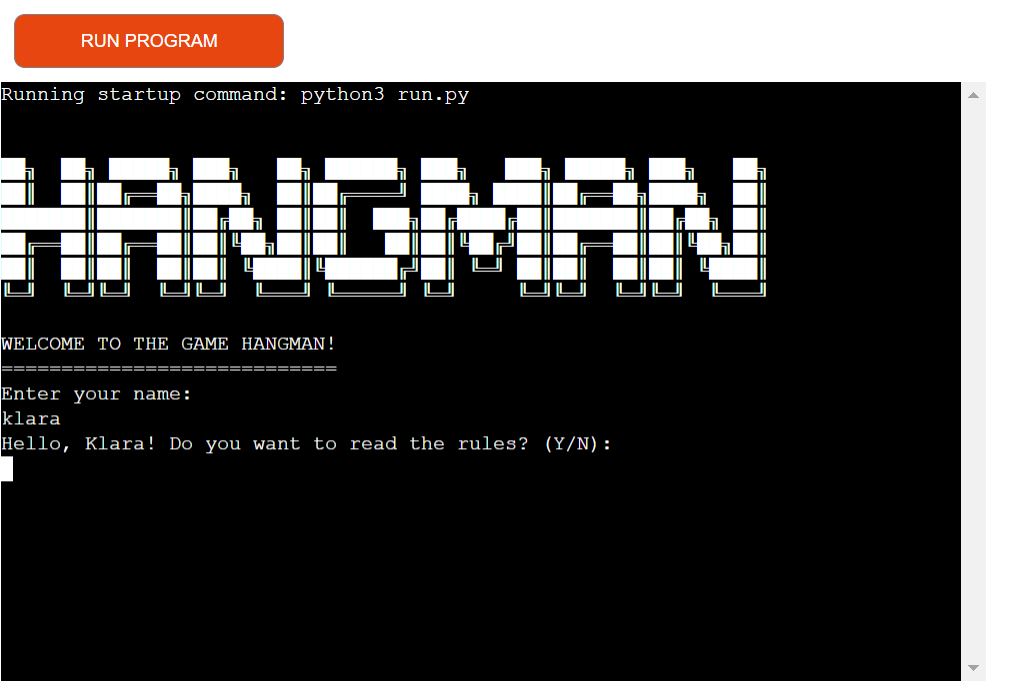 RUN PROGRAM
Running startup command: python3 run.py
HANGMAN
WELCOME TO THE GAME HANGMAN!
============================
Enter your name:
klara
Hello, Klara! Do you want to read the rules? (Y/N):